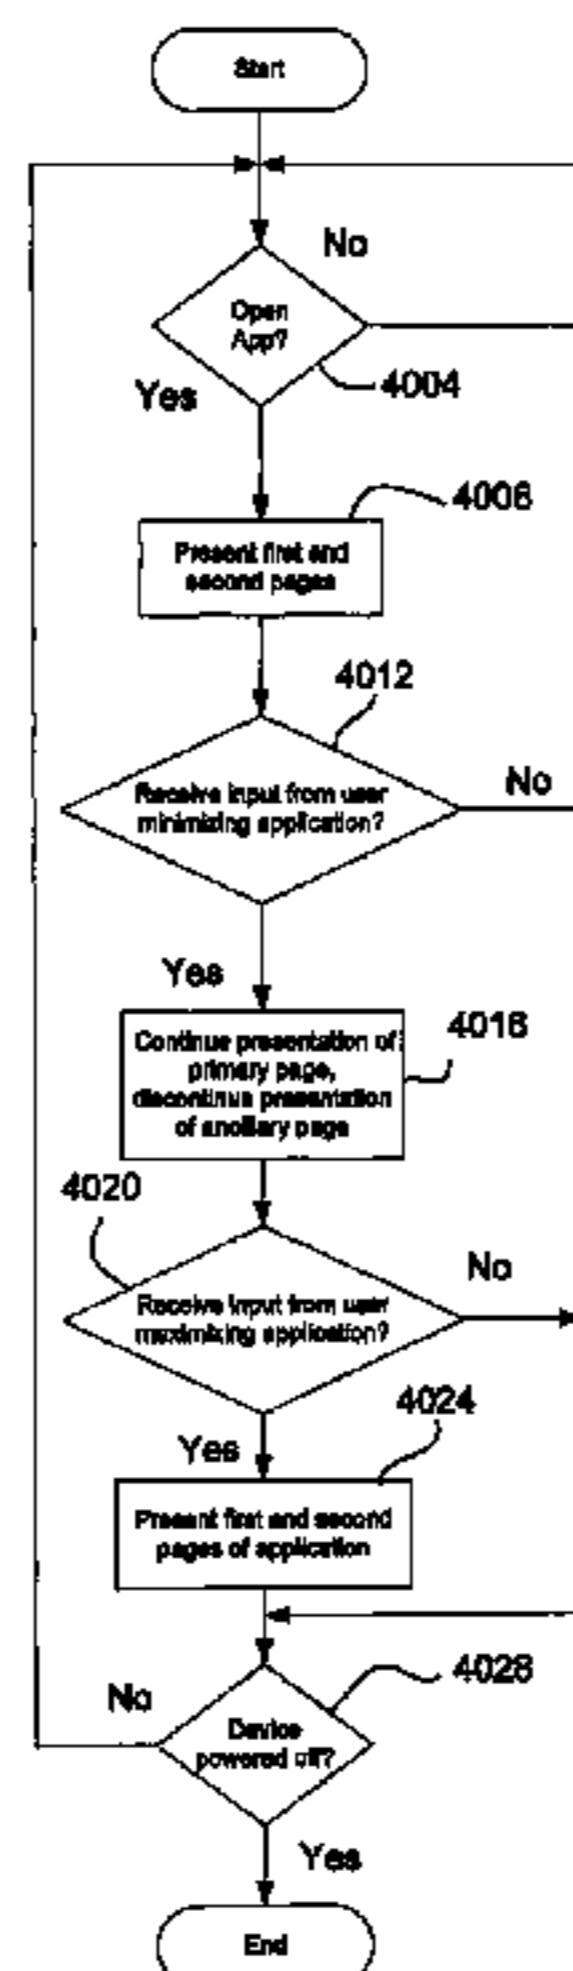 Start
No
Open
App?
4004
Yes
4008
Present first and
second pages
4012
Receive input from user
minimizing application?
No
Yes
4016
Continue presentation of
primary page,
discontinue presentation
of ancillary page
4020
Receive input from user
maximizing application?
No
4024
Yes
Present first and second
pages of application
4028
No
Device
powered off?
Yes
End